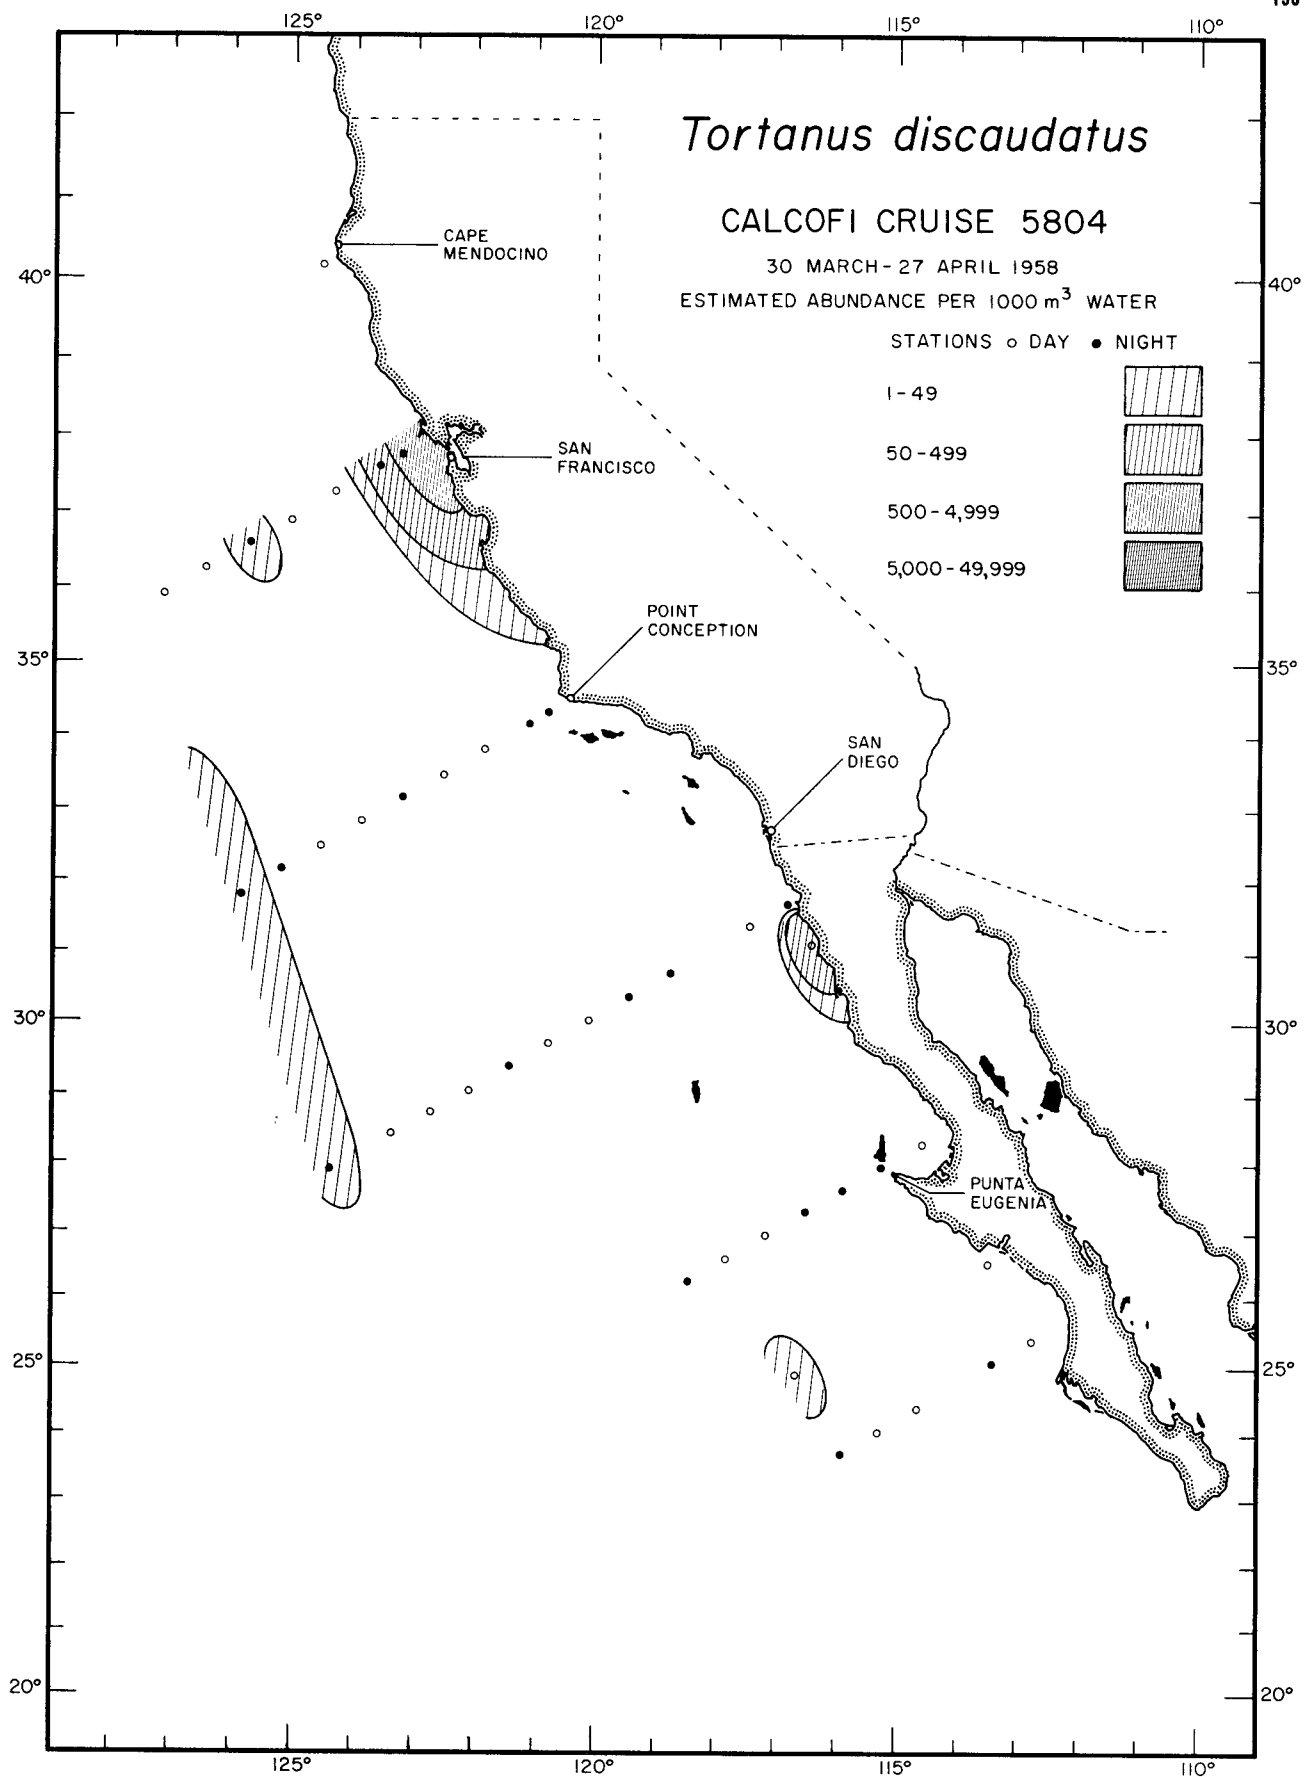 125° 120° 115° 110°
Tortanus discaudatus
CALCOFI CRUISE 5804
30 MARCH - 27 APRIL 1958
ESTIMATED ABUNDANCE PER 1000 m³ WATER
STATIONS ○ DAY ● NIGHT
1 - 49
50 - 499
500 - 4,999
5,000 - 49,999
CAPE
MENDOCINO
40° 40°
SAN
FRANCISCO
POINT
CONCEPTION
35° 35°
SAN
DIEGO
30° 30°
PUNTA
EUGENIA
25° 25°
20° 20°
125° 120° 115° 110°